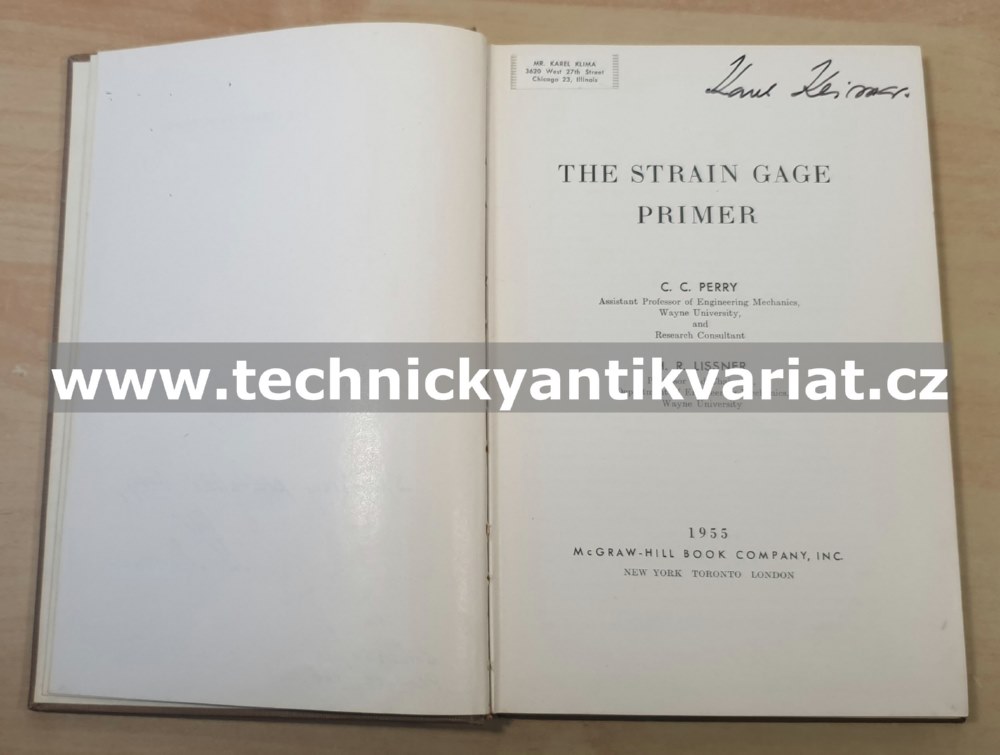 MR. KAREL KLIMA
3620 West 27th Street
Chicago 23, Illinois
THE STRAIN GAGE
PRIMER
C. C. PERRY
Assistant Professor of Engineering Mechanics,
Wayne University,
and
Research Consultant
R. LISSNER
www.technickyantikvariat.cz
Wayne University
1955
McGRAW-HILL BOOK COMPANY, INC.
NEW YORK TORONTO LONDON